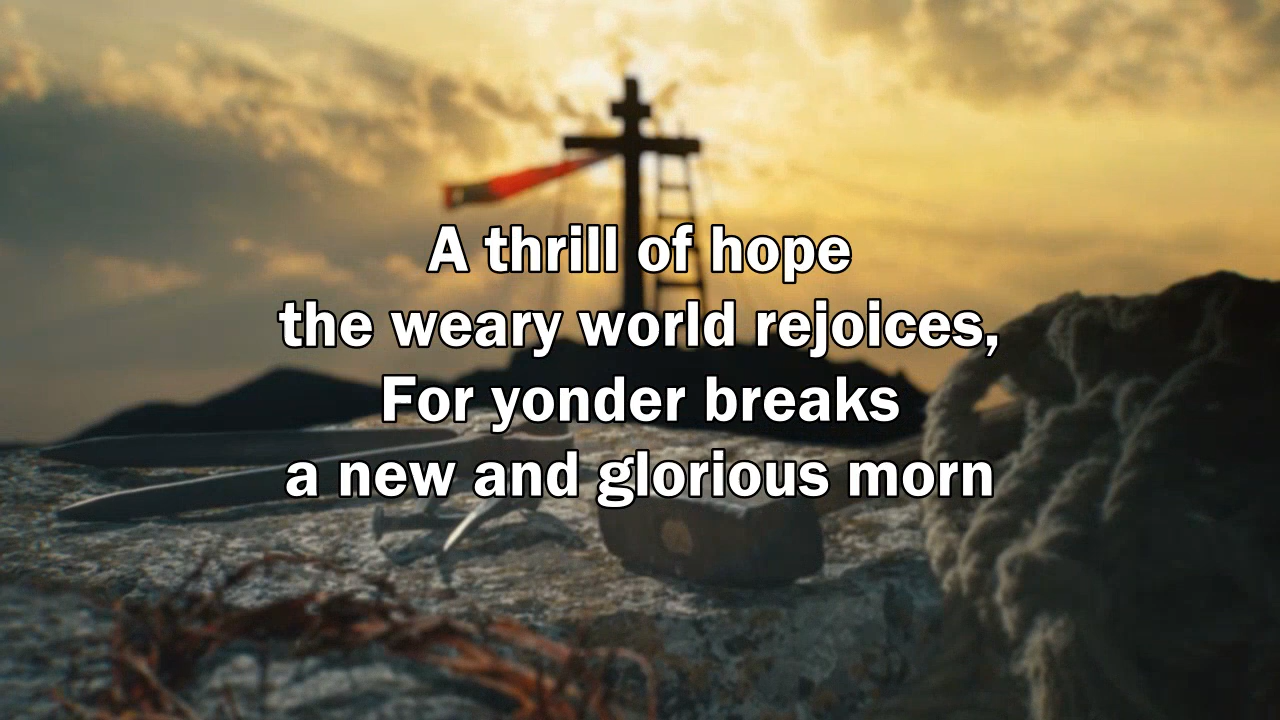 A thrill of hope
the weary world rejoices,
For yonder breaks
a new and glorious morn